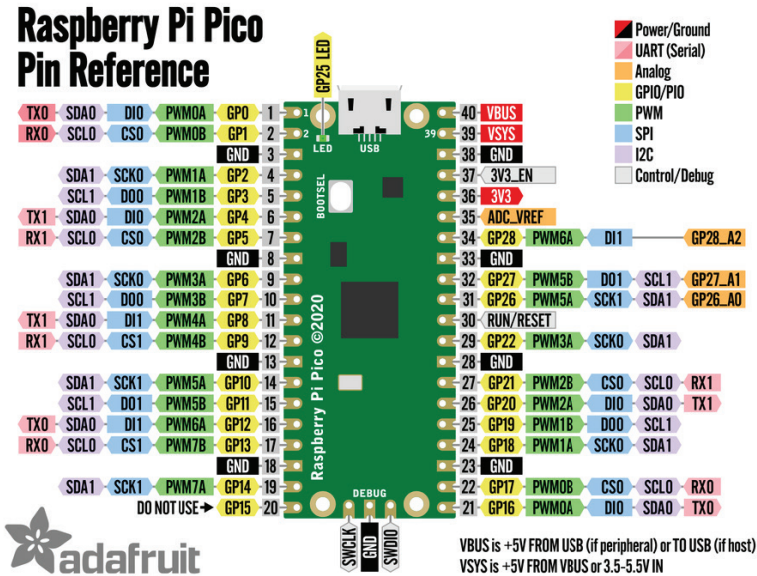 Raspberry Pi Pico
Pin Reference
GP25 LED
Power/Ground
UART (Serial)
Analog
GPIO/PIO
PWM
SPI
I2C
Control/Debug
TX0 SDA0 DI0 PWM0A GP0 1
RX0 SCL0 CS0 PWM0B GP1 2
GND 3
SDA1 SCK0 PWM1A GP2 4
SCL1 DO0 PWM1B GP3 5
TX1 SDA0 DI0 PWM2A GP4 6
RX1 SCL0 CS0 PWM2B GP5 7
GND 8
SDA1 SCK0 PWM3A GP6 9
SCL1 DO0 PWM3B GP7 10
TX1 SDA0 DI1 PWM4A GP8 11
RX1 SCL0 CS1 PWM4B GP9 12
GND 13
SDA1 SCK1 PWM5A GP10 14
SCL1 DO1 PWM5B GP11 15
TX0 SDA0 DI1 PWM6A GP12 16
RX0 SCL0 CS1 PWM7B GP13 17
GND 18
SDA1 SCK1 PWM7A GP14 19
DO NOT USE→ GP15 20
1
2
39
LED
USB
BOOTSEL
Raspberry Pi Pico ©2020
DEBUG
SWCLK
GND
SWDIO
40 VBUS
39 VSYS
38 GND
37 3V3_EN
36 3V3
35 ADC_VREF
34 GP28 PWM6A DI1 GP28_A2
33 GND
32 GP27 PWM5B DO1 SCL1 GP27_A1
31 GP26 PWM5A SCK1 SDA1 GP26_A0
30 RUN/RESET
29 GP22 PWM3A SCK0 SDA1
28 GND
27 GP21 PWM2B CS0 SCL0 RX1
26 GP20 PWM2A DI0 SDA0 TX1
25 GP19 PWM1B DO0 SCL1
24 GP18 PWM1A SCK0 SDA1
23 GND
22 GP17 PWM0B CS0 SCL0 RX0
21 GP16 PWM0A DI0 SDA0 TX0
adafruit
VBUS is +5V FROM USB (if peripheral) or TO USB (if host)
VSYS is +5V FROM VBUS or 3.5-5.5V IN